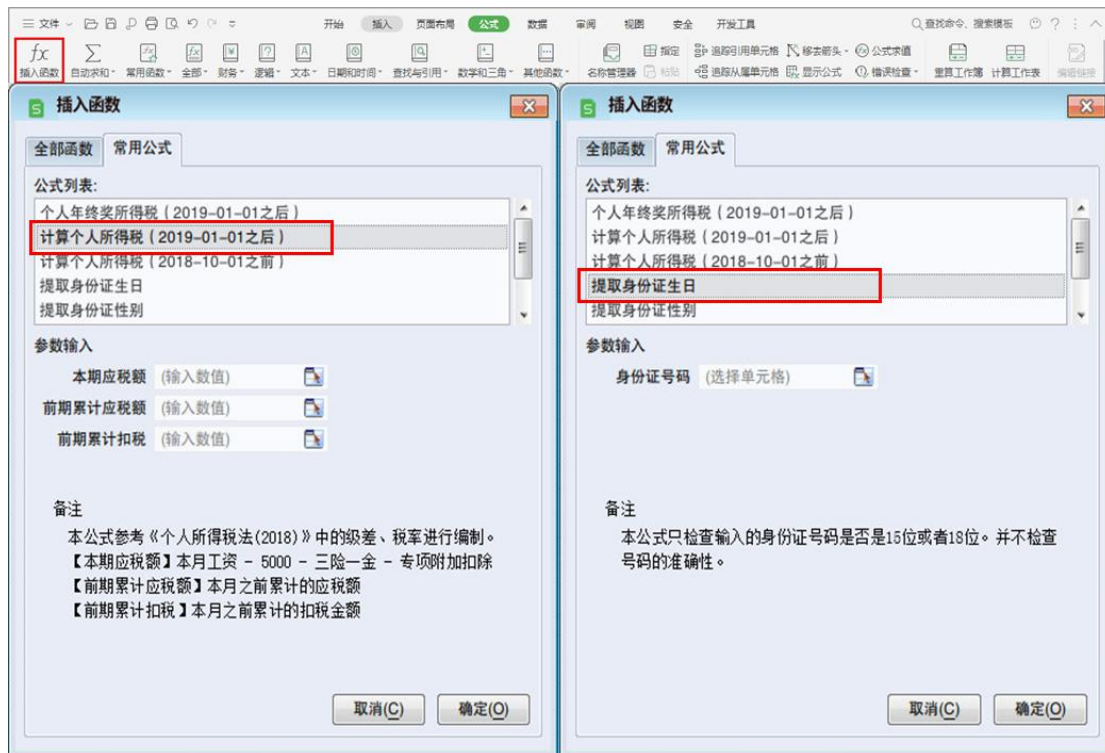 三 文件 开始 插入 页面布局 公式 数据 审阅 视图 安全 开发工具 查找命令、搜索模板
fx Σ 指定 追踪引用单元格 移去箭头 公式求值
插入函数 自动求和 常用函数 全部 财务 逻辑 文本 日期和时间 查找与引用 数学和三角 其他函数 名称管理器 粘贴 追踪从属单元格 显示公式 错误检查 重算工作簿 计算工作表 编辑链接
S 插入函数
全部函数 常用公式
公式列表:
个人年终奖所得税(2019-01-01之后)
计算个人所得税(2019-01-01之后)
计算个人所得税(2018-10-01之前)
提取身份证生日
提取身份证性别
参数输入
本期应税额 (输入数值)
前期累计应税额 (输入数值)
前期累计扣税 (输入数值)
备注
本公式参考《个人所得税法(2018)》中的级差、税率进行编制。
【本期应税额】本月工资 - 5000 - 三险一金 - 专项附加扣除
【前期累计应税额】本月之前累计的应税额
【前期累计扣税】本月之前累计的扣税金额
取消(C) 确定(O)
S 插入函数
全部函数 常用公式
公式列表:
个人年终奖所得税(2019-01-01之后)
计算个人所得税(2019-01-01之后)
计算个人所得税(2018-10-01之前)
提取身份证生日
提取身份证性别
参数输入
身份证号码 (选择单元格)
备注
本公式只检查输入的身份证号码是否是15位或者18位。并不检查
号码的准确性。
取消(C) 确定(O)